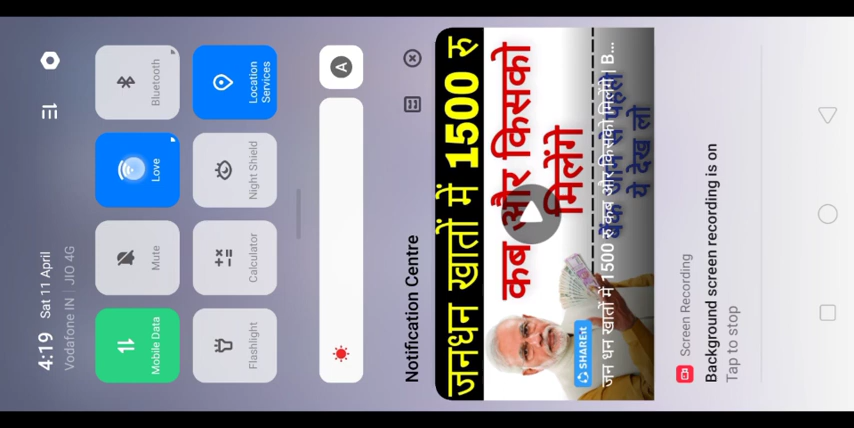 4:19 Sat 11 April
Vodafone IN | JIO 4G
Mobile Data
Mute
Love
Bluetooth
Flashlight
Calculator
Night Shield
Location
Services
A
Notification Centre
जनधन खातों में 1500 रु
कब और किसको
मिलेंगे
बैंक जाने से पहले
ये देख लो
SHAREit
जन धन खातों में 1500 रु कब और किसको मिलेंगे | B...
Screen Recording
Background screen recording is on
Tap to stop